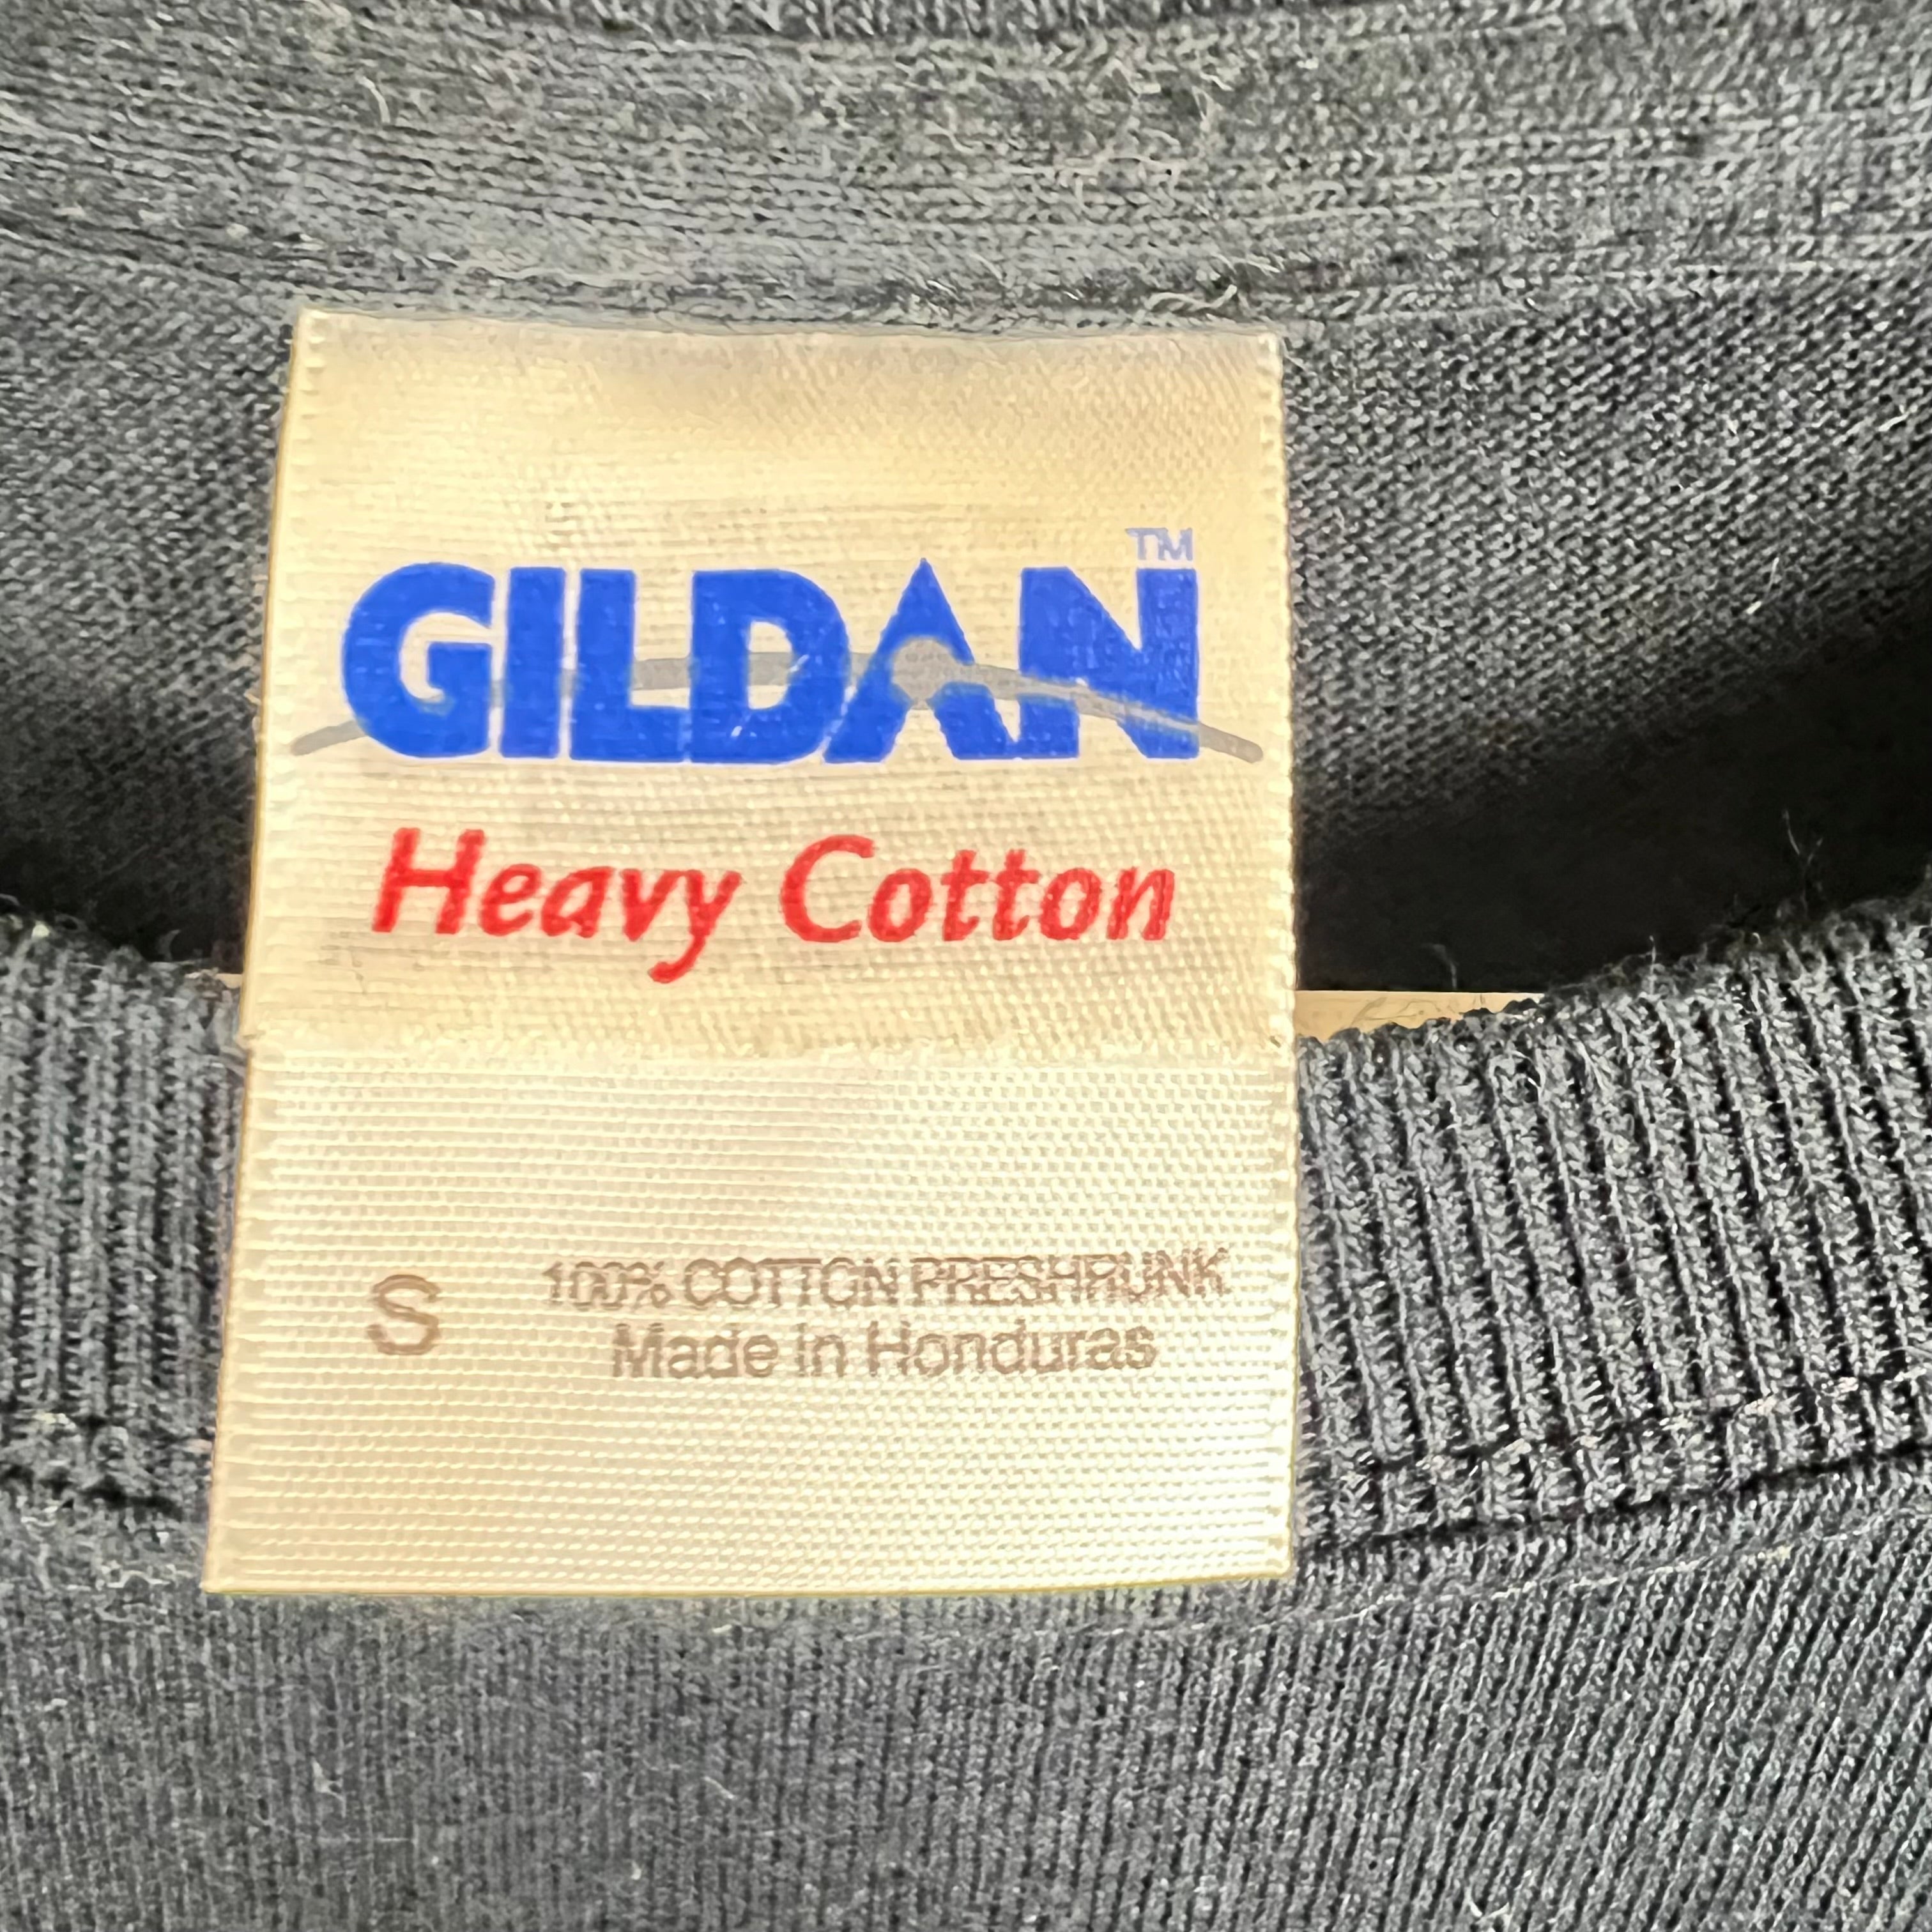 GILDAN™
Heavy Cotton
S 100% COTTON PRESHRUNK
Made in Honduras